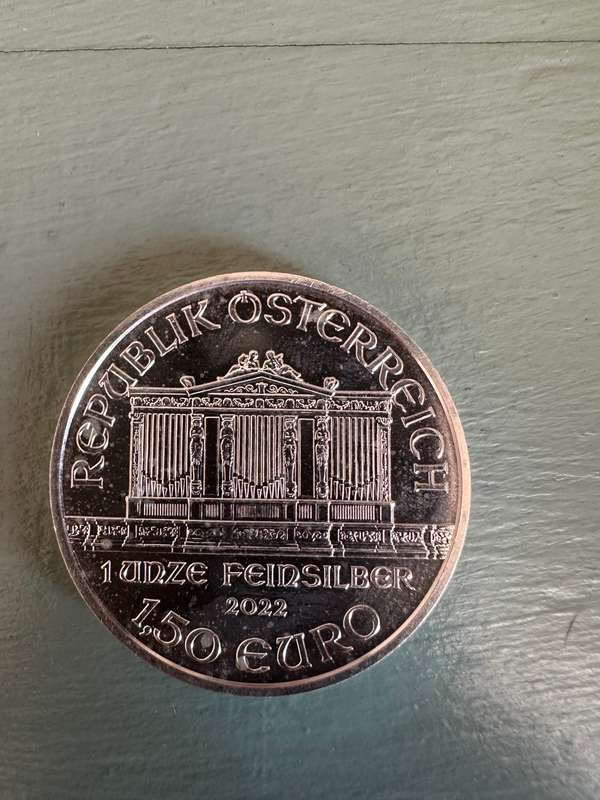 REPUBLIK ÖSTERREICH
1 UNZE FEINSILBER
2022
1,50 EURO